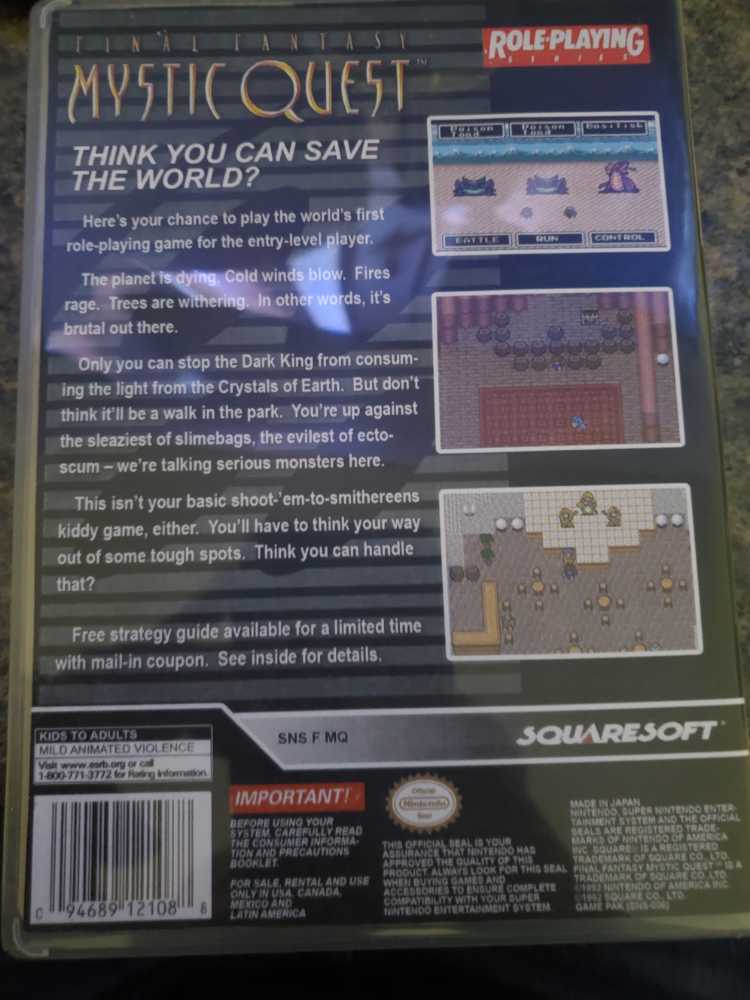 FINAL FANTASY
MYSTIC QUEST™
ROLE-PLAYING
SERIES
THINK YOU CAN SAVE
THE WORLD?
Here's your chance to play the world's first
role-playing game for the entry-level player.
The planet is dying. Cold winds blow. Fires
rage. Trees are withering. In other words, it's
brutal out there.
Only you can stop the Dark King from consum-
ing the light from the Crystals of Earth. But don't
think it'll be a walk in the park. You're up against
the sleaziest of slimebags, the evilest of ecto-
scum – we're talking serious monsters here.
This isn't your basic shoot-'em-to-smithereens
kiddy game, either. You'll have to think your way
out of some tough spots. Think you can handle
that?
Free strategy guide available for a limited time
with mail-in coupon. See inside for details.
Poison Toad
Poison Toad
Basilisk
BATTLE
RUN
CONTROL
KIDS TO ADULTS
MILD ANIMATED VIOLENCE
Visit www.esrb.org or call
1-800-771-3772 for Rating Information.
SNS F MQ
SQUARESOFT
0 94689 12108 8
IMPORTANT!
BEFORE USING YOUR
SYSTEM, CAREFULLY READ
THE CONSUMER INFORMA-
TION AND PRECAUTIONS
BOOKLET.
FOR SALE, RENTAL AND USE
ONLY IN USA, CANADA,
MEXICO AND
LATIN AMERICA
Official
Nintendo
Seal
THIS OFFICIAL SEAL IS YOUR
ASSURANCE THAT NINTENDO HAS
APPROVED THE QUALITY OF THIS
PRODUCT. ALWAYS LOOK FOR THIS SEAL
WHEN BUYING GAMES AND
ACCESSORIES TO ENSURE COMPLETE
COMPATIBILITY WITH YOUR SUPER
NINTENDO ENTERTAINMENT SYSTEM.
MADE IN JAPAN
NINTENDO, SUPER NINTENDO ENTER-
TAINMENT SYSTEM AND THE OFFICIAL
SEALS ARE REGISTERED TRADE-
MARKS OF NINTENDO OF AMERICA
INC. SQUARE IS A REGISTERED
TRADEMARK OF SQUARE CO., LTD.
FINAL FANTASY MYSTIC QUEST™ IS A
TRADEMARK OF SQUARE CO. LTD.
NINTENDO OF AMERICA INC.
©1992 SQUARE CO., LTD.
GAME PAK (SNS-006)